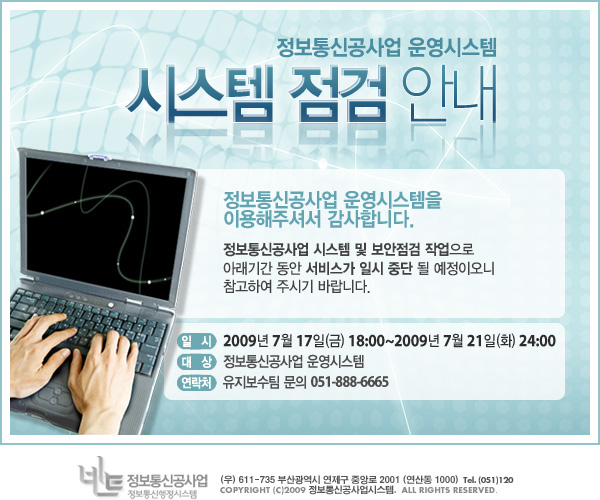 정보통신공사업 운영시스템
시스템 점검 안내
정보통신공사업 운영시스템을
이용해주셔서 감사합니다.
정보통신공사업 시스템 및 보안점검 작업으로
아래기간 동안 서비스가 일시 중단 될 예정이오니
참고하여 주시기 바랍니다.
일 시 2009년 7월 17일(금) 18:00~2009년 7월 21일(화) 24:00
대 상 정보통신공사업 운영시스템
연락처 유지보수팀 문의 051-888-6665
정보통신공사업
정보통신행정시스템
(우) 611-735 부산광역시 연제구 중앙로 2001 (연산동 1000) Tel. (051)120
COPYRIGHT (C)2009 정보통신공사업시스템. ALL RIGHTS RESERVED.